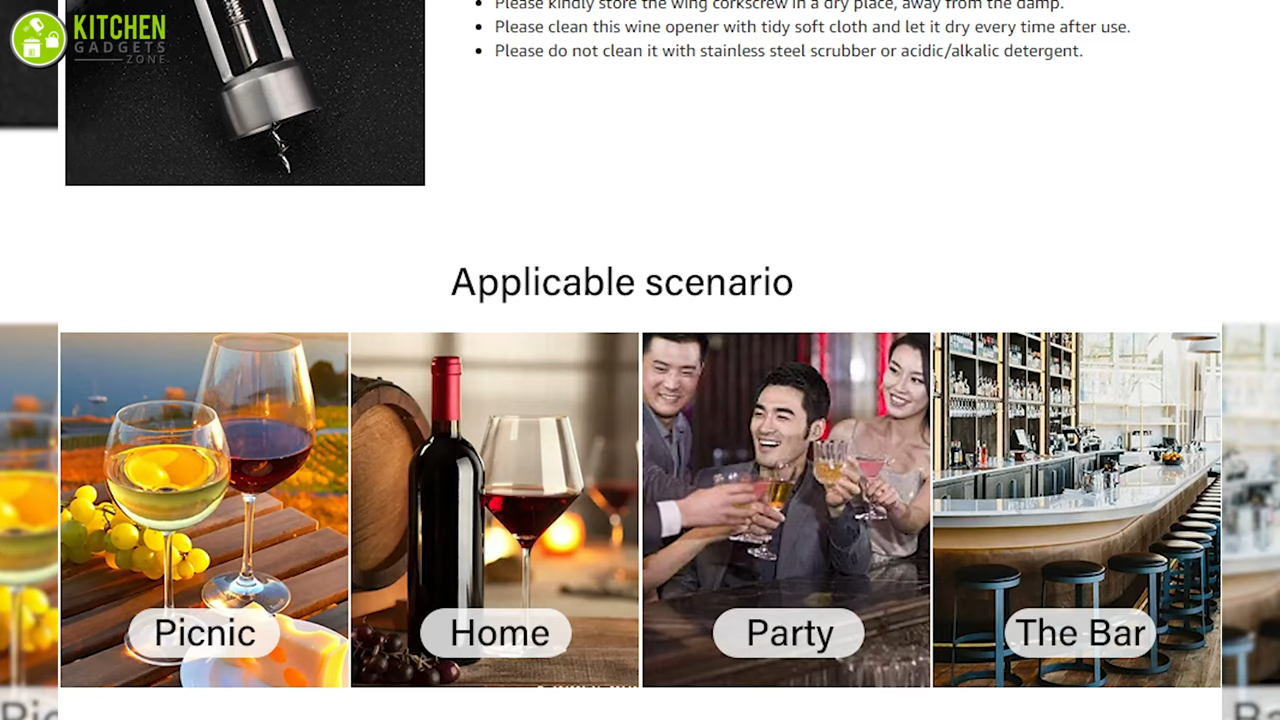 KITCHEN
GADGETS
ZONE
Please kindly store the wing corkscrew in a dry place, away from the damp.
Please clean this wine opener with tidy soft cloth and let it dry every time after use.
Please do not clean it with stainless steel scrubber or acidic/alkalic detergent.
Applicable scenario
Picnic
Home
Party
The Bar